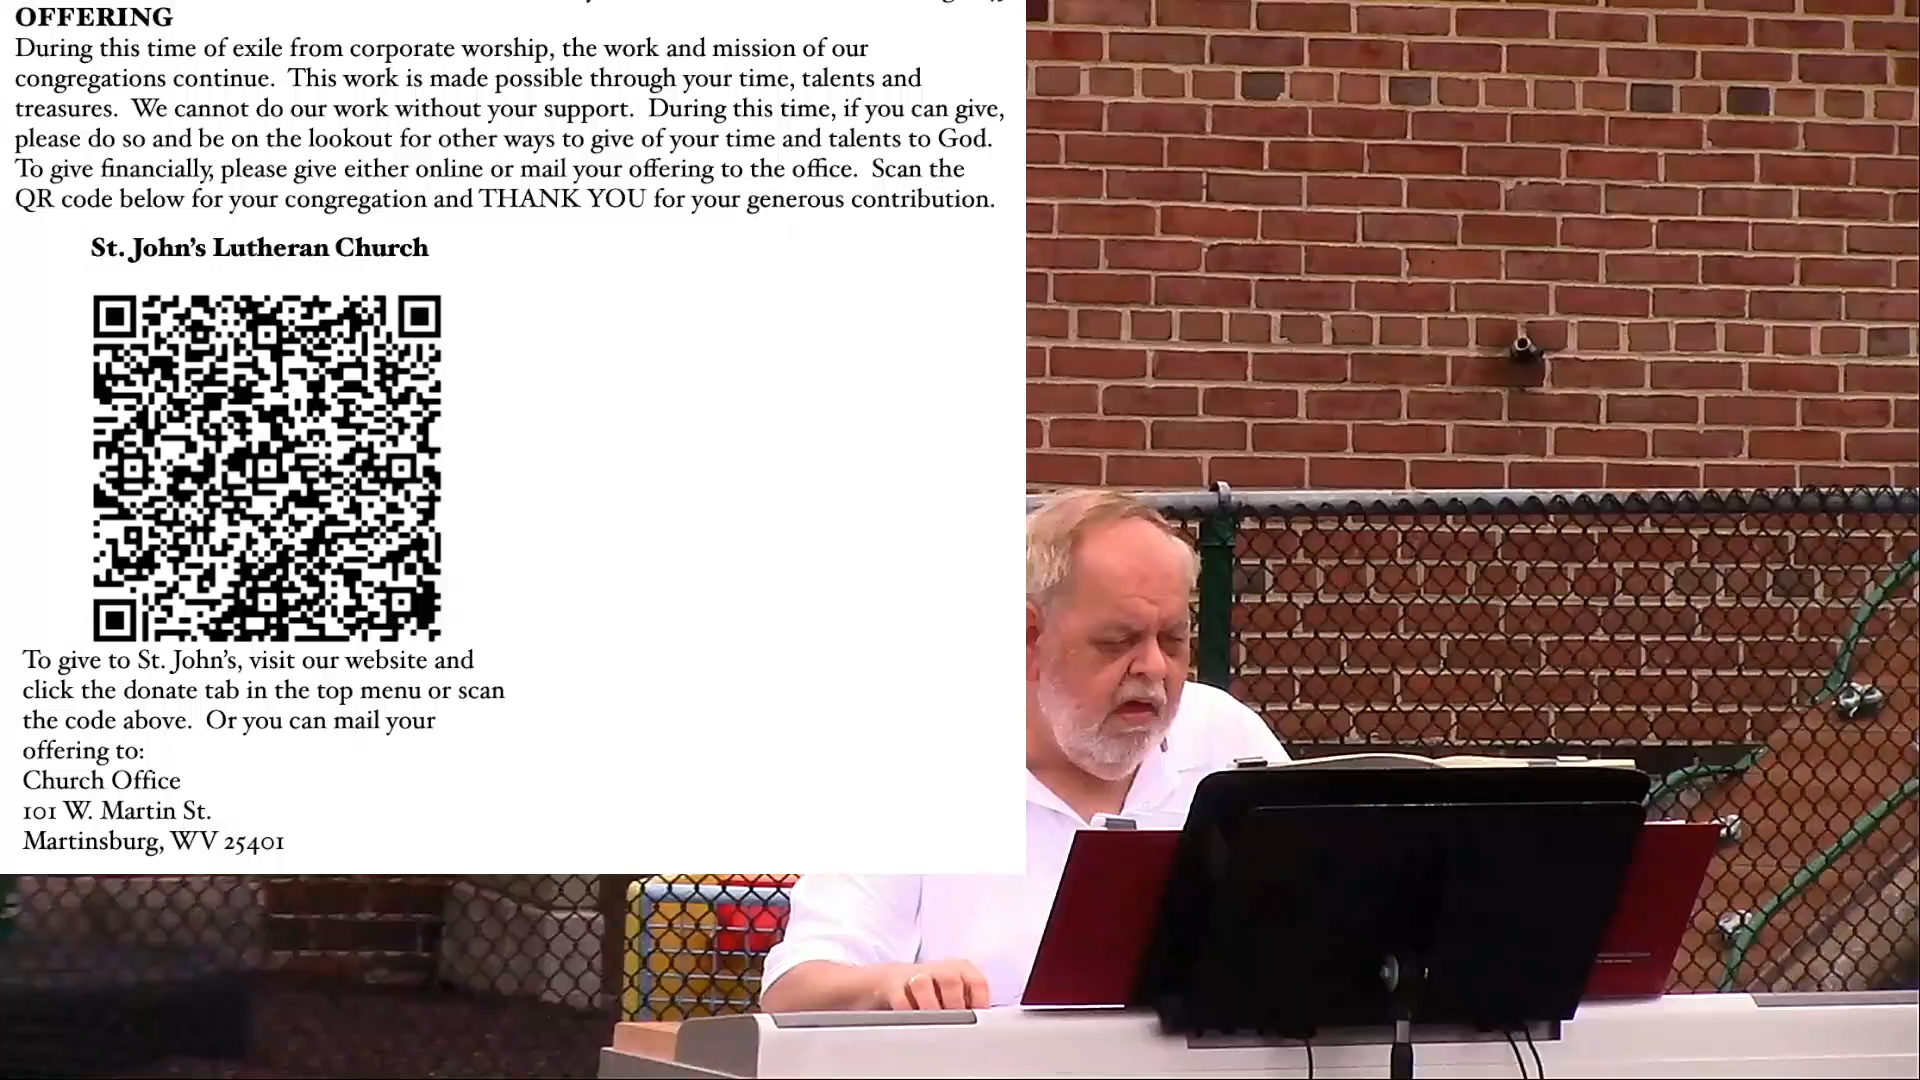 OFFERING
During this time of exile from corporate worship, the work and mission of our
congregations continue.  This work is made possible through your time, talents and
treasures.  We cannot do our work without your support.  During this time, if you can give,
please do so and be on the lookout for other ways to give of your time and talents to God.
To give financially, please give either online or mail your offering to the office.  Scan the
QR code below for your congregation and THANK YOU for your generous contribution.
St. John's Lutheran Church
To give to St. John's, visit our website and
click the donate tab in the top menu or scan
the code above.  Or you can mail your
offering to:
Church Office
101 W. Martin St.
Martinsburg, WV 25401